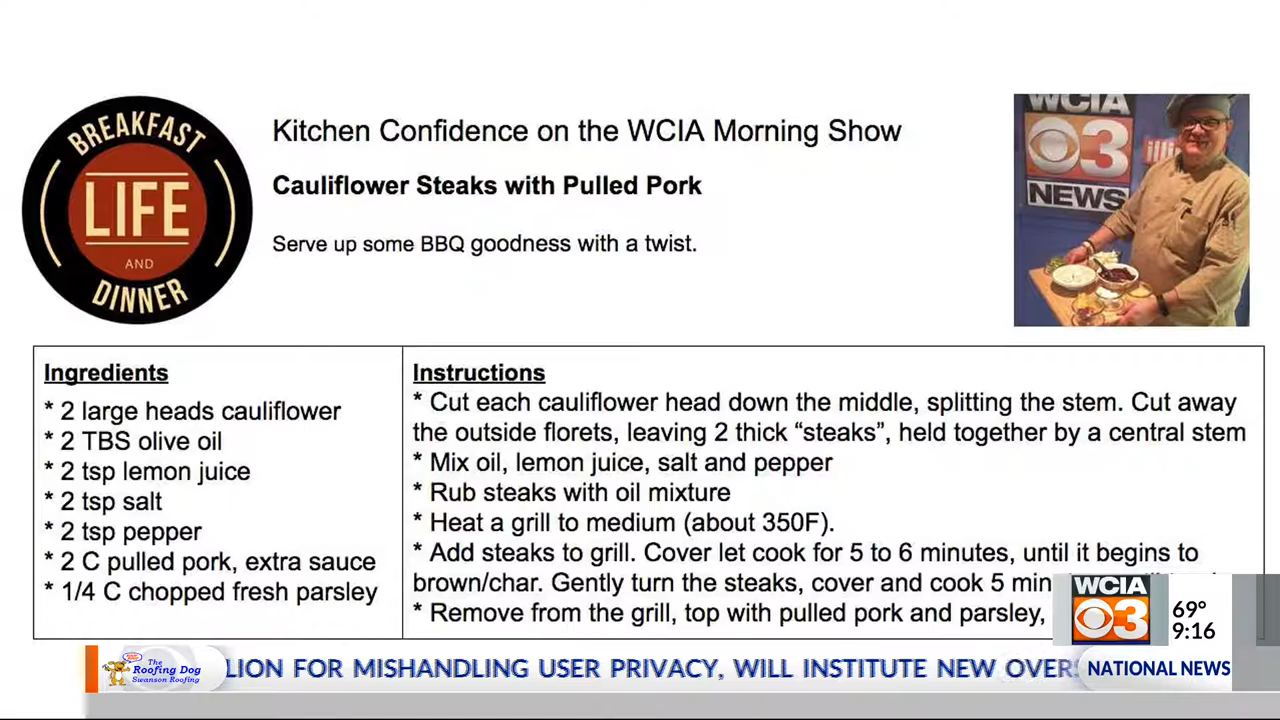 BREAKFAST
LIFE
AND
DINNER
Kitchen Confidence on the WCIA Morning Show
Cauliflower Steaks with Pulled Pork
Serve up some BBQ goodness with a twist.
WCIA
3
NEWS
illi
Ingredients
* 2 large heads cauliflower
* 2 TBS olive oil
* 2 tsp lemon juice
* 2 tsp salt
* 2 tsp pepper
* 2 C pulled pork, extra sauce
* 1/4 C chopped fresh parsley
Instructions
* Cut each cauliflower head down the middle, splitting the stem. Cut away
the outside florets, leaving 2 thick “steaks”, held together by a central stem
* Mix oil, lemon juice, salt and pepper
* Rub steaks with oil mixture
* Heat a grill to medium (about 350F).
* Add steaks to grill. Cover let cook for 5 to 6 minutes, until it begins to
brown/char. Gently turn the steaks, cover and cook 5 min
* Remove from the grill, top with pulled pork and parsley,
WCIA
3
69°
9:16
The
Roofing Dog
Swanson Roofing
LION FOR MISHANDLING USER PRIVACY, WILL INSTITUTE NEW OVERS
NATIONAL NEWS